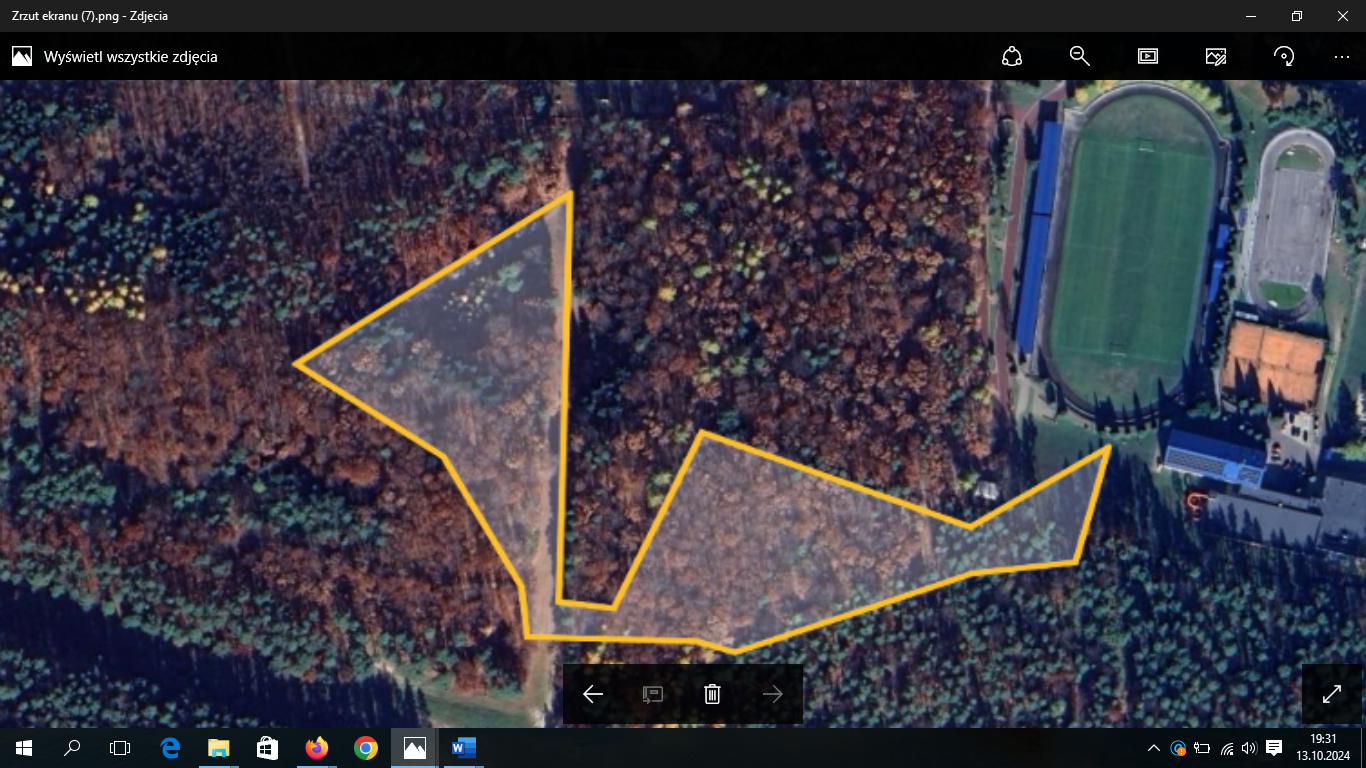 Zrzut ekranu (7).png - Zdjęcia
Wyświetl wszystkie zdjęcia
19:31
13.10.2024